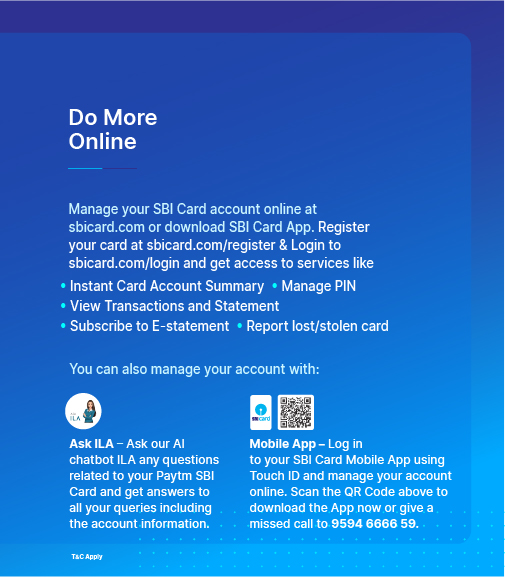 Do More
Online
Manage your SBI Card account online at
sbicard.com or download SBI Card App. Register
your card at sbicard.com/register & Login to
sbicard.com/login and get access to services like
• Instant Card Account Summary • Manage PIN
• View Transactions and Statement
• Subscribe to E-statement • Report lost/stolen card
You can also manage your account with:
Ask
ILA
SBI card
Ask ILA – Ask our AI
chatbot ILA any questions
related to your Paytm SBI
Card and get answers to
all your queries including
the account information.
Mobile App – Log in
to your SBI Card Mobile App using
Touch ID and manage your account
online. Scan the QR Code above to
download the App now or give a
missed call to 9594 6666 59.
T&C Apply